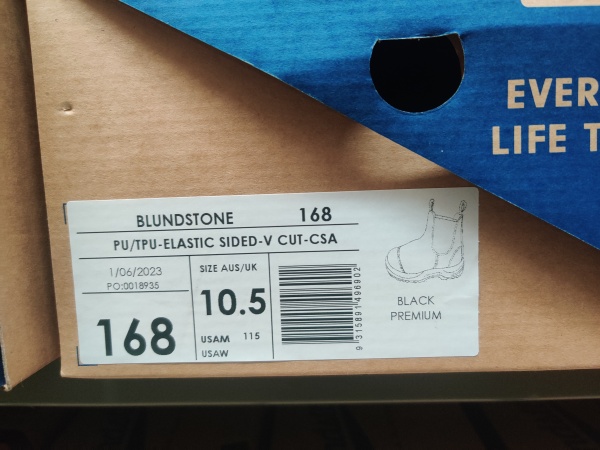 EVER
LIFE T
BLUNDSTONE 168
PU/TPU-ELASTIC SIDED-V CUT-CSA
1/06/2023
PO:0018935
168
SIZE AUS/UK
10.5
USAM 115
USAW
9 315891 496902
BLACK
PREMIUM